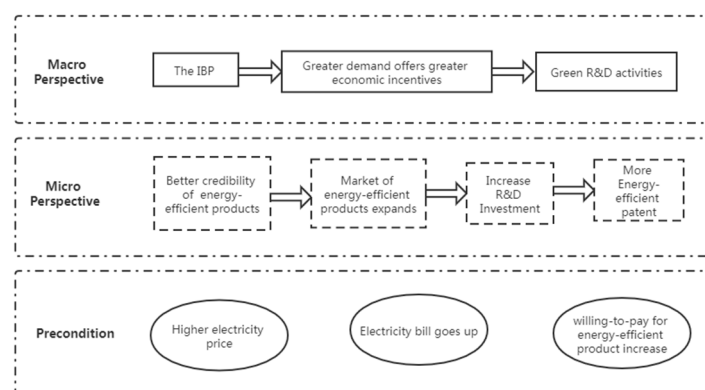 Macro
Perspective
The IBP
Greater demand offers greater
economic incentives
Green R&D activities
Micro
Perspective
Better credibility
of energy-
efficient products
Market of
energy-efficient
products expands
Increase
R&D
Investment
More
Energy-
efficient
patent
Precondition
Higher electricity
price
Electricity bill goes up
willing-to-pay for
energy-efficient
product increase